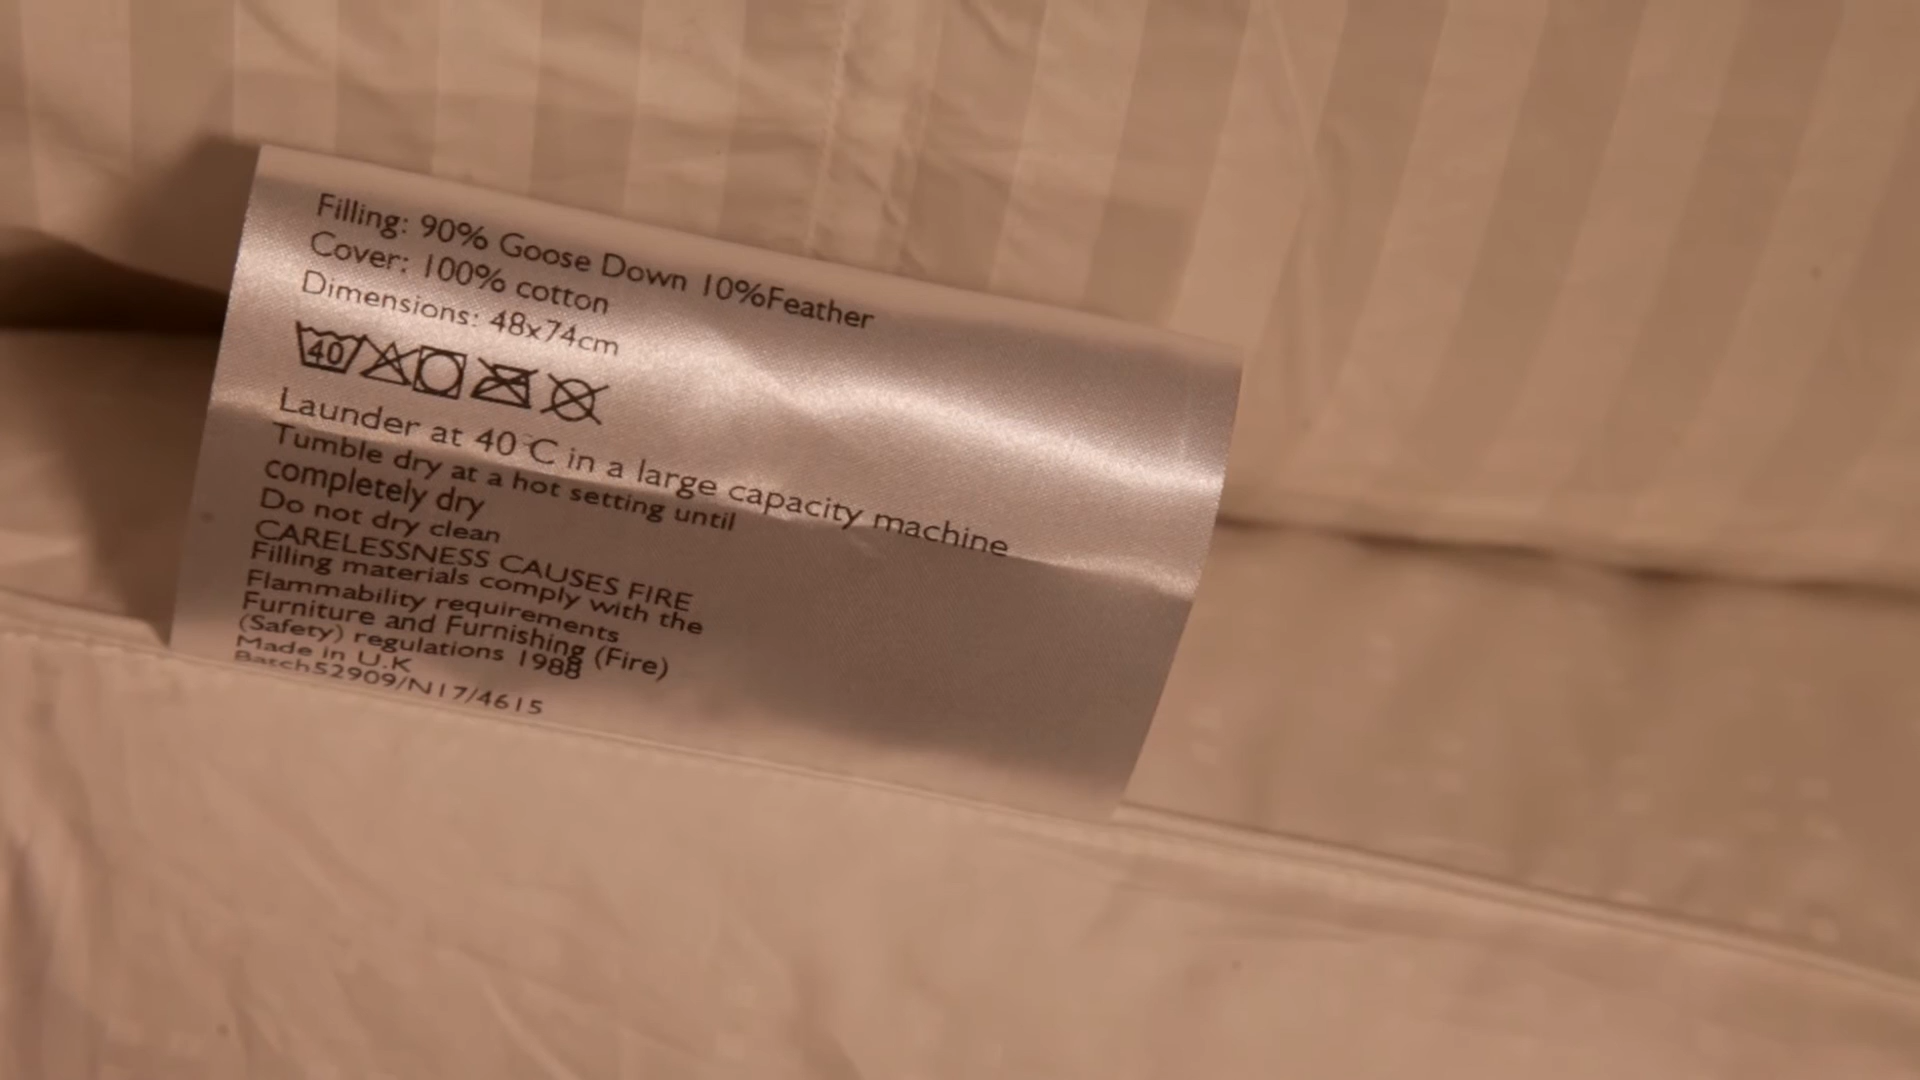 Filling: 90% Goose Down 10%Feather
Cover: 100% cotton
Dimensions: 48x74cm
40
Launder at 40°C in a large capacity machine
Tumble dry at a hot setting until
completely dry
Do not dry clean
CARELESSNESS CAUSES FIRE
Filling materials comply with the
Flammability requirements
Furniture and Furnishing (Fire)
(Safety) regulations 1988
Made in U.K
Batch52909/N17/4615